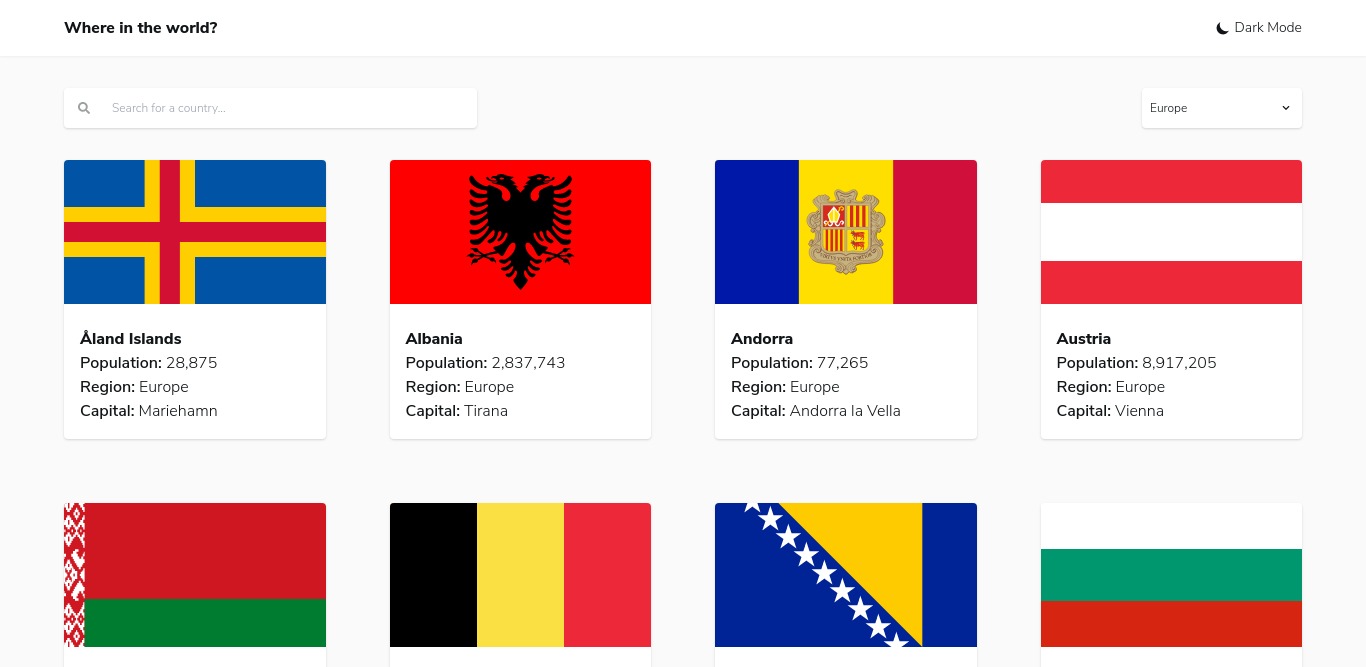 Where in the world?
Dark Mode
Search for a country...
Europe
Åland Islands
Population: 28,875
Region: Europe
Capital: Mariehamn
Albania
Population: 2,837,743
Region: Europe
Capital: Tirana
Andorra
Population: 77,265
Region: Europe
Capital: Andorra la Vella
Austria
Population: 8,917,205
Region: Europe
Capital: Vienna